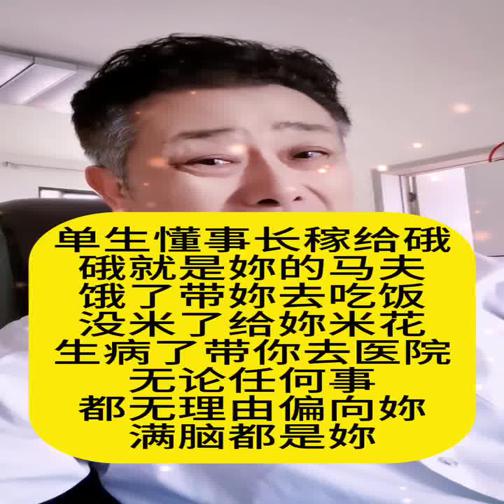 单生懂事长稼给硪
硪就是妳的马夫
饿了带妳去吃饭
没米了给妳米花
生病了带你去医院
无论任何事
都无理由偏向妳
满脑都是妳